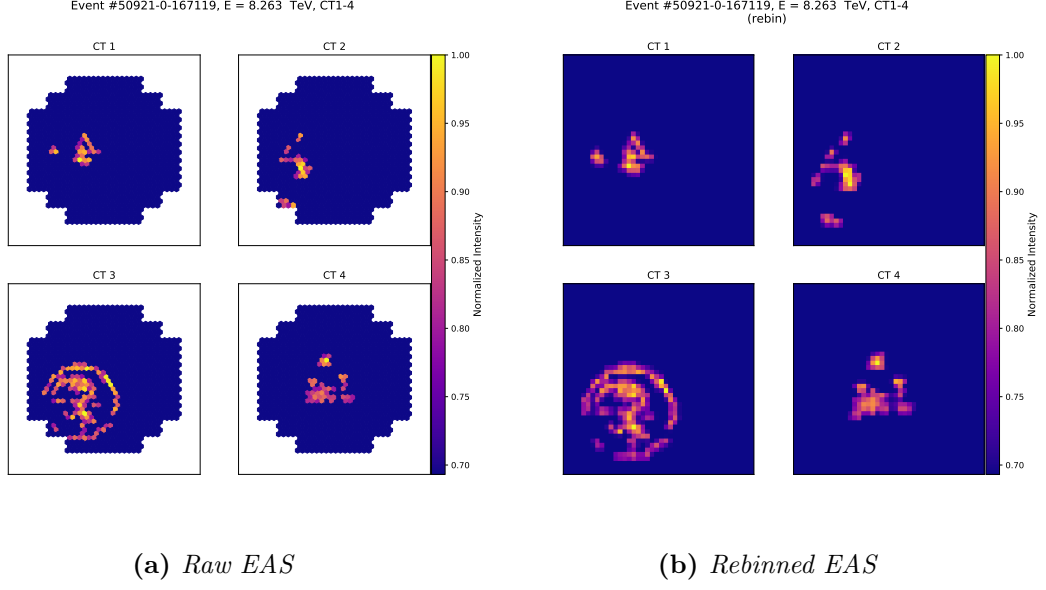 Event #50921-0-167119, E = 8.263 TeV, CT1-4
CT 1
CT 2
CT 3
CT 4
1.00
0.95
0.90
0.85
0.80
0.75
0.70
Normalized Intensity
(a) Raw EAS
Event #50921-0-167119, E = 8.263 TeV, CT1-4
(rebin)
CT 1
CT 2
CT 3
CT 4
1.00
0.95
0.90
0.85
0.80
0.75
0.70
Normalized Intensity
(b) Rebinned EAS